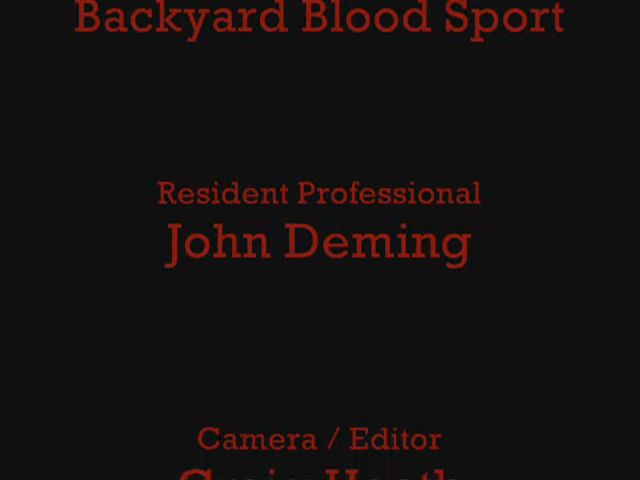 Backyard Blood Sport
Resident Professional
John Deming
Camera / Editor